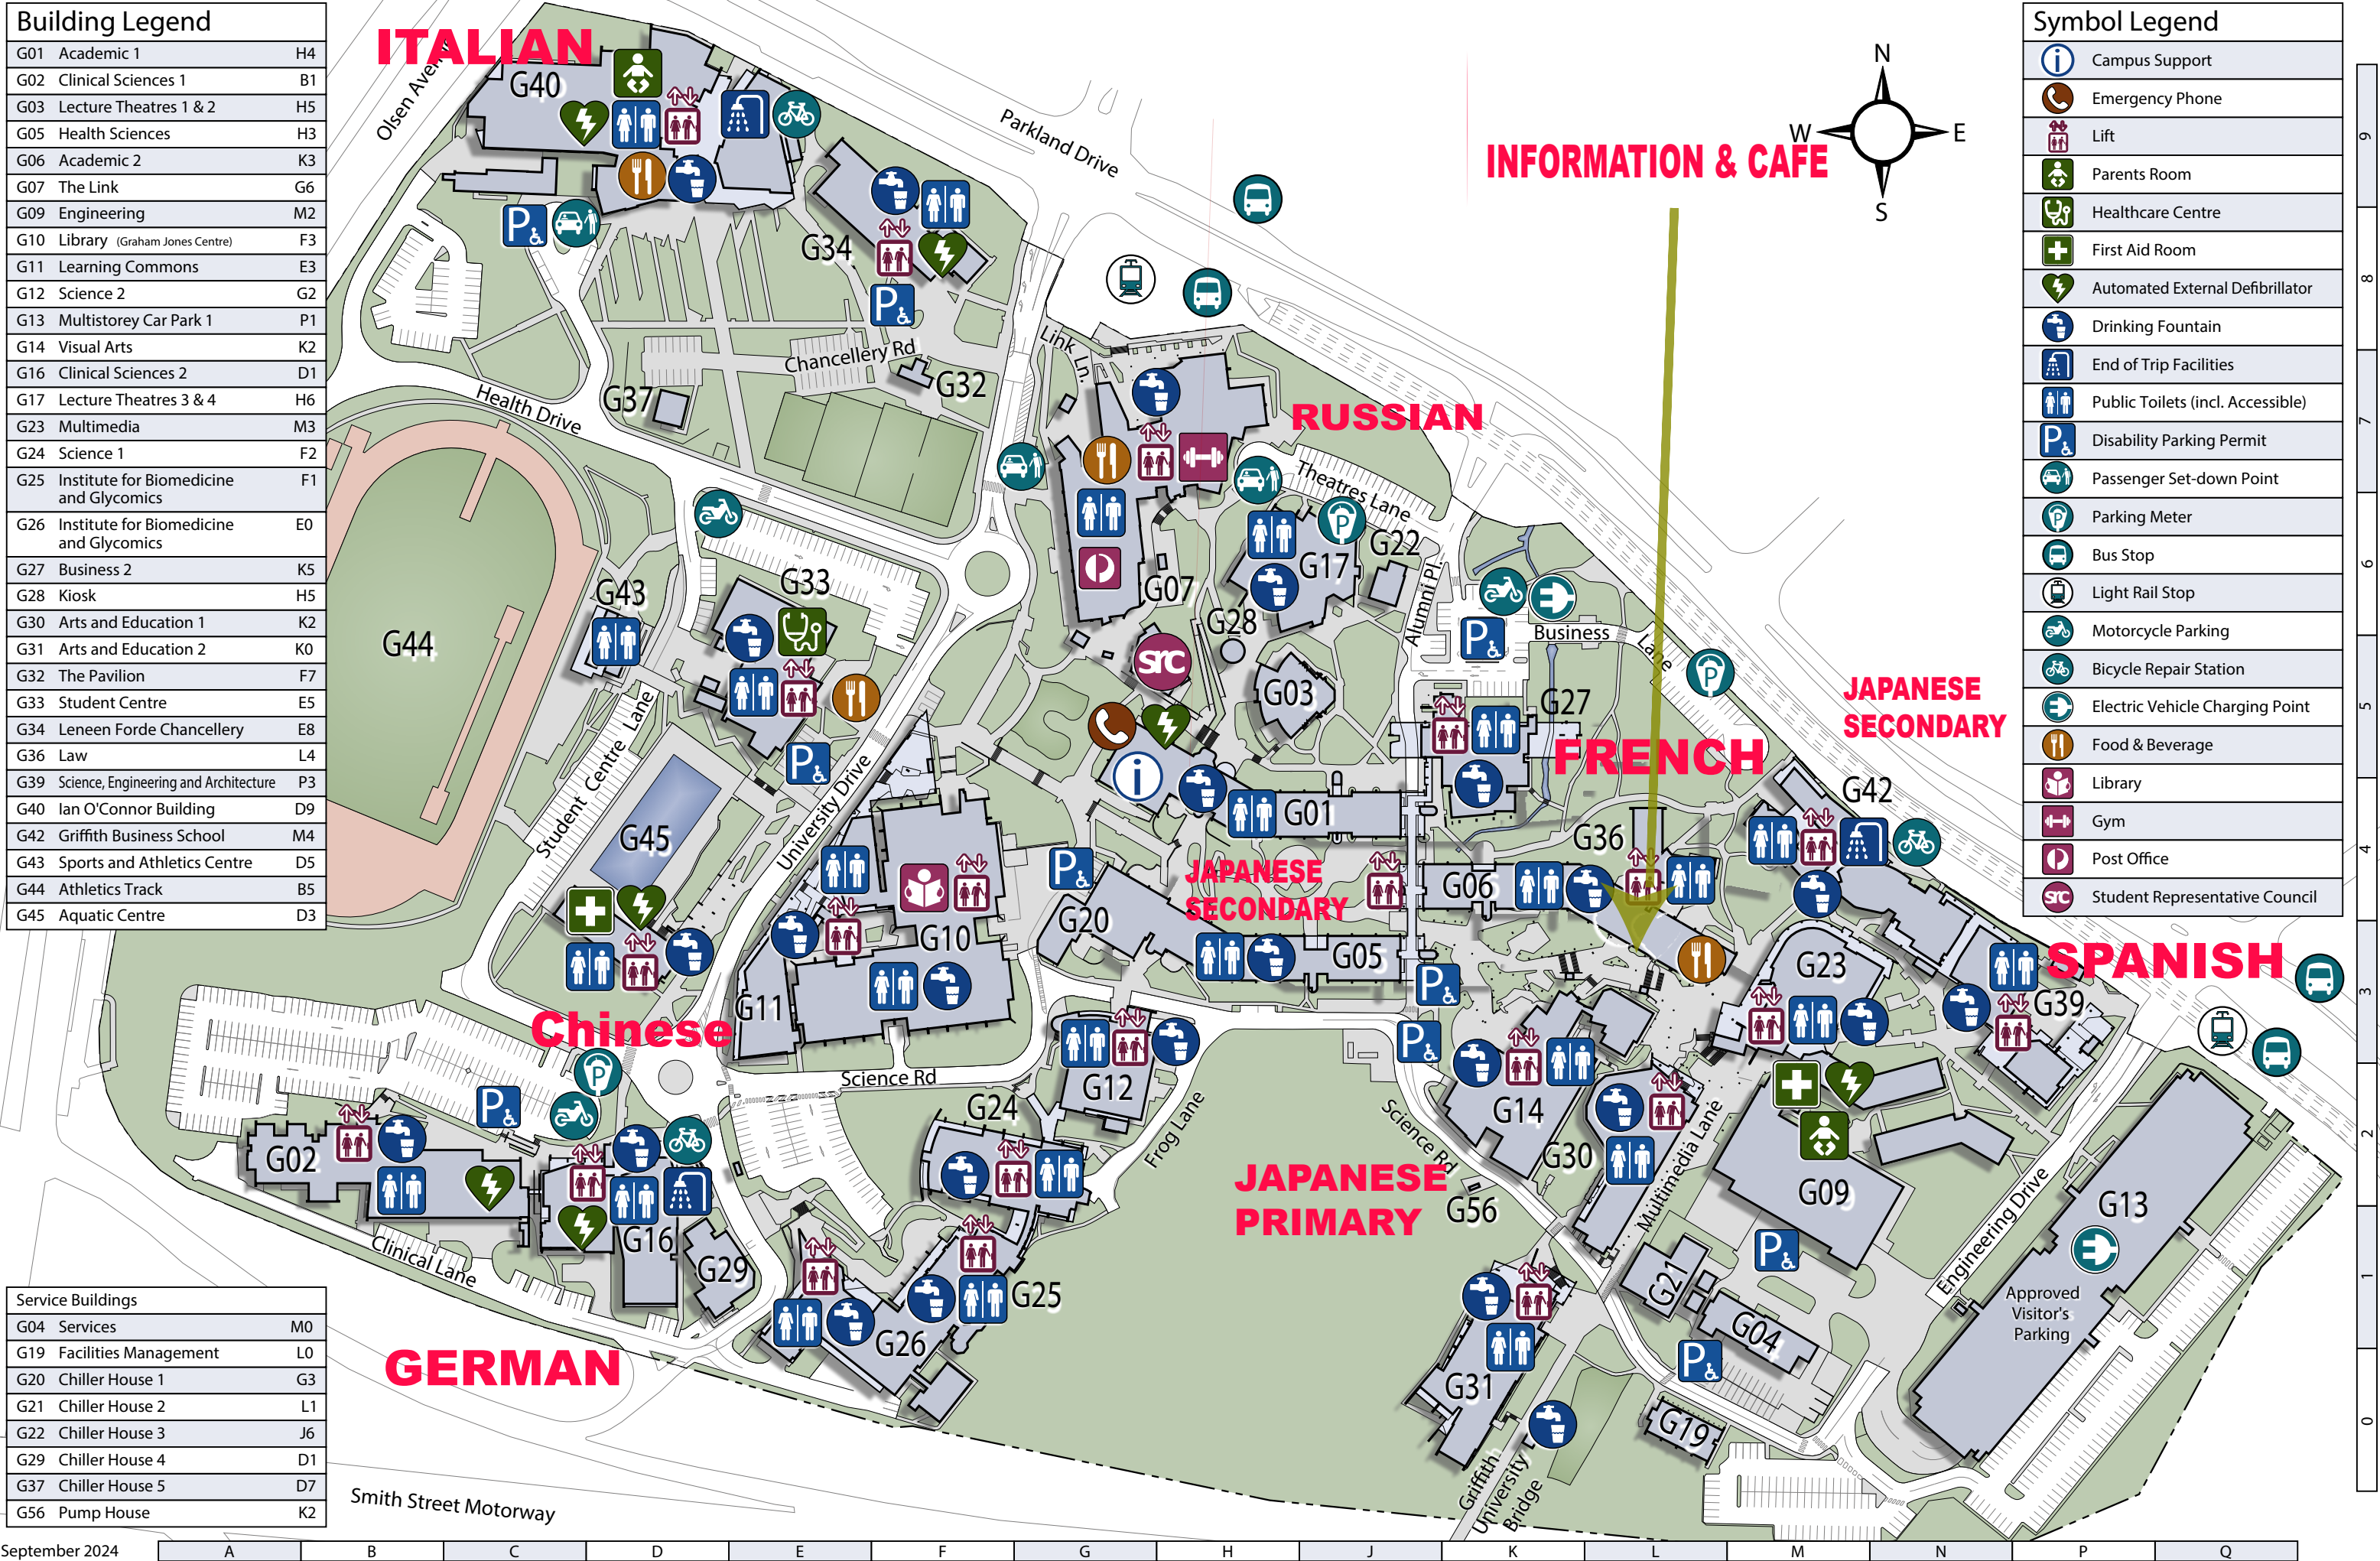 Building Legend
G01 Academic 1 H4
G02 Clinical Sciences 1 B1
G03 Lecture Theatres 1 & 2 H5
G05 Health Sciences H3
G06 Academic 2 K3
G07 The Link G6
G09 Engineering M2
G10 Library (Graham Jones Centre) F3
G11 Learning Commons E3
G12 Science 2 G2
G13 Multistorey Car Park 1 P1
G14 Visual Arts K2
G16 Clinical Sciences 2 D1
G17 Lecture Theatres 3 & 4 H6
G23 Multimedia M3
G24 Science 1 F2
G25 Institute for Biomedicine F1
and Glycomics
G26 Institute for Biomedicine E0
and Glycomics
G27 Business 2 K5
G28 Kiosk H5
G30 Arts and Education 1 K2
G31 Arts and Education 2 K0
G32 The Pavilion F7
G33 Student Centre E5
G34 Leneen Forde Chancellery E8
G36 Law L4
G39 Science, Engineering and Architecture P3
G40 Ian O'Connor Building D9
G42 Griffith Business School M4
G43 Sports and Athletics Centre D5
G44 Athletics Track B5
G45 Aquatic Centre D3
Service Buildings
G04 Services M0
G19 Facilities Management L0
G20 Chiller House 1 G3
G21 Chiller House 2 L1
G22 Chiller House 3 J6
G29 Chiller House 4 D1
G37 Chiller House 5 D7
G56 Pump House K2
September 2024
ITALIAN
G40
Olsen Avenue
Parkland Drive
G34
INFORMATION & CAFE
N
W E
S
Link Ln.
Chancellery Rd
G32
G37
Health Drive
RUSSIAN
Theatres Lane
G22
G17
G07
G28
Alumni Pl.
Business
Lane
G43
G33
G44
src
G03
G27
FRENCH
JAPANESE
SECONDARY
G42
Student Centre Lane
University Drive
G45
G01
G36
G06
JAPANESE
SECONDARY
G20
G10
G05
G23
SPANISH
G39
G11
Chinese
Science Rd
G12
G24
Frog Lane
G14
G30
Science Rd
Multimedia Lane
G02
JAPANESE
PRIMARY
G56
G09
G13
G16
G29
Clinical Lane
G25
G26
G21
G04
Engineering Drive
Approved
Visitor's
Parking
GERMAN
G31
G19
Griffith
University
Bridge
Smith Street Motorway
Symbol Legend
Campus Support
Emergency Phone
Lift
Parents Room
Healthcare Centre
First Aid Room
Automated External Defibrillator
Drinking Fountain
End of Trip Facilities
Public Toilets (incl. Accessible)
Disability Parking Permit
Passenger Set-down Point
Parking Meter
Bus Stop
Light Rail Stop
Motorcycle Parking
Bicycle Repair Station
Electric Vehicle Charging Point
Food & Beverage
Library
Gym
Post Office
Student Representative Council
9
8
7
6
5
4
3
2
1
0
A B C D E F G H J K L M N P Q